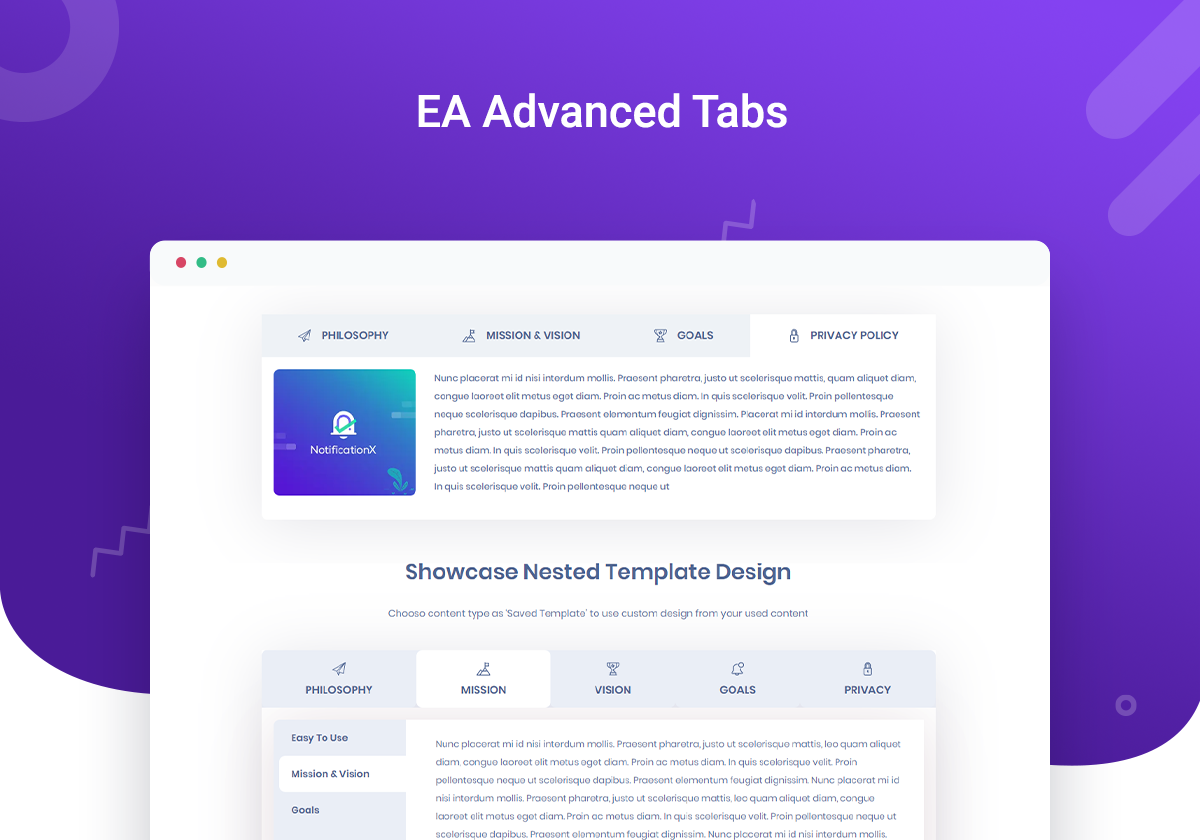 EA Advanced Tabs
PHILOSOPHY MISSION & VISION GOALS PRIVACY POLICY
NotificationX
Nunc placerat mi id nisi interdum mollis. Praesent pharetra, justo ut scelerisque mattis, quam aliquet diam,
congue laoreet elit metus eget diam. Proin ac metus diam. In quis scelerisque velit. Proin pellentesque
neque scelerisque dapibus. Praesent elementum feugiat dignissim. Placerat mi id interdum mollis. Praesent
pharetra, justo ut scelerisque mattis quam aliquet diam, congue laoreet elit metus eget diam. Proin ac
metus diam. In quis scelerisque velit. Proin pellentesque neque ut scelerisque dapibus. Praesent pharetra,
justo ut scelerisque mattis quam aliquet diam, congue laoreet elit metus eget diam. Proin ac metus diam.
In quis scelerisque velit. Proin pellentesque neque ut
Showcase Nested Template Design
Choose content type as 'Saved Template' to use custom design from your used content
PHILOSOPHY MISSION VISION GOALS PRIVACY
Easy To Use
Mission & Vision
Goals
Nunc placerat mi id nisi interdum mollis. Praesent pharetra, justo ut scelerisque mattis, leo quam aliquet
diam, congue laoreet elit metus eget diam. Proin ac metus diam. In quis scelerisque velit. Proin
pellentesque neque ut scelerisque dapibus. Praesent elementum feugiat dignissim. Nunc placerat mi id
nisi interdum mollis. Praesent pharetra, justo ut scelerisque mattis, leo quam aliquet diam, congue
laoreet elit metus eget diam. Proin ac metus diam. In quis scelerisque velit. Proin pellentesque neque ut
scelerisque dapibus. Praesent elementum feugiat dignissim. Nunc placerat mi id nisi interdum mollis.